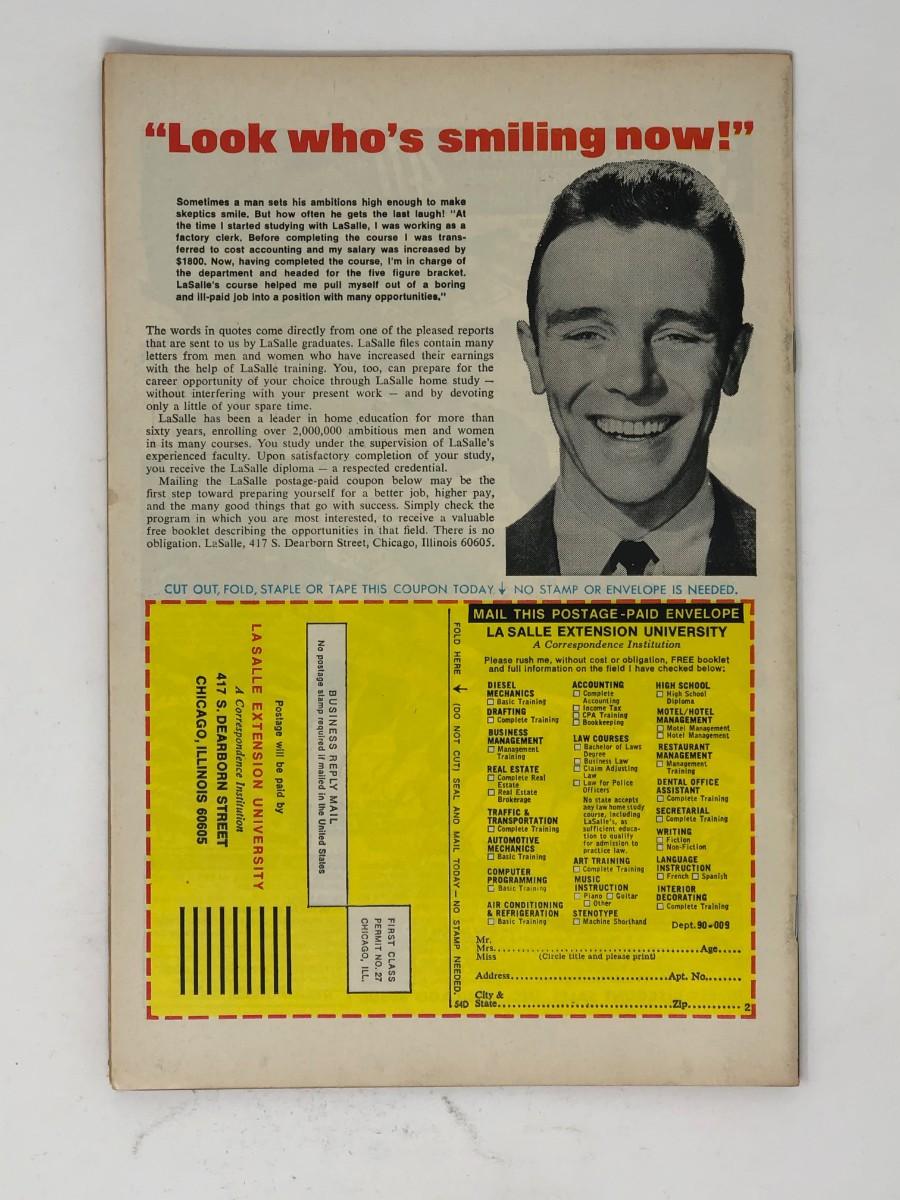 “Look who's smiling now!”
Sometimes a man sets his ambitions high enough to make
skeptics smile. But how often he gets the last laugh! "At
the time I started studying with LaSalle, I was working as a
factory clerk. Before completing the course I was trans-
ferred to cost accounting and my salary was increased by
$1800. Now, having completed the course, I'm in charge of
the department and headed for the five figure bracket.
LaSalle's course helped me pull myself out of a boring
and ill-paid job into a position with many opportunities."
The words in quotes come directly from one of the pleased reports
that are sent to us by LaSalle graduates. LaSalle files contain many
letters from men and women who have increased their earnings
with the help of LaSalle training. You, too, can prepare for the
career opportunity of your choice through LaSalle home study —
without interfering with your present work — and by devoting
only a little of your spare time.
LaSalle has been a leader in home education for more than
sixty years, enrolling over 2,000,000 ambitious men and women
in its many courses. You study under the supervision of LaSalle's
experienced faculty. Upon satisfactory completion of your study,
you receive the LaSalle diploma — a respected credential.
Mailing the LaSalle postage-paid coupon below may be the
first step toward preparing yourself for a better job, higher pay,
and the many good things that go with success. Simply check the
program in which you are most interested, to receive a valuable
free booklet describing the opportunities in that field. There is no
obligation. LaSalle, 417 S. Dearborn Street, Chicago, Illinois 60605.
CUT OUT, FOLD, STAPLE OR TAPE THIS COUPON TODAY ↓ NO STAMP OR ENVELOPE IS NEEDED.
FIRST CLASS
PERMIT NO. 27
CHICAGO, ILL.
BUSINESS REPLY MAIL
No postage stamp required if mailed in the United States
Postage will be paid by
LA SALLE EXTENSION UNIVERSITY
A Correspondence Institution
417 S. DEARBORN STREET
CHICAGO, ILLINOIS 60605
FOLD HERE → (DO NOT CUT) SEAL AND MAIL TODAY—NO STAMP NEEDED.
54D
MAIL THIS POSTAGE-PAID ENVELOPE
LA SALLE EXTENSION UNIVERSITY
A Correspondence Institution
Please rush me, without cost or obligation, FREE booklet
and full information on the field I have checked below:
DIESEL
MECHANICS
☐ Basic Training
DRAFTING
☐ Complete Training
BUSINESS
MANAGEMENT
☐ Management
Training
REAL ESTATE
☐ Complete Real
Estate
☐ Real Estate
Brokerage
TRAFFIC &
TRANSPORTATION
☐ Complete Training
AUTOMOTIVE
MECHANICS
☐ Basic Training
COMPUTER
PROGRAMMING
☐ Basic Training
AIR CONDITIONING
& REFRIGERATION
☐ Basic Training
ACCOUNTING
☐ Complete
Accounting
☐ Income Tax
☐ CPA Training
☐ Bookkeeping
LAW COURSES
☐ Bachelor of Laws
Degree
☐ Business Law
☐ Claim Adjusting
Law
☐ Law for Police
Officers
No state accepts
any law home study
course, including
LaSalle's, as
sufficient educa-
tion to qualify
for admission to
practice law.
ART TRAINING
☐ Complete Training
MUSIC
INSTRUCTION
☐ Piano ☐ Guitar
☐ Other
STENOTYPE
☐ Machine Shorthand
HIGH SCHOOL
☐ High School
Diploma
MOTEL/HOTEL
MANAGEMENT
☐ Motel Management
☐ Hotel Management
RESTAURANT
MANAGEMENT
☐ Management
Training
DENTAL OFFICE
ASSISTANT
☐ Complete Training
SECRETARIAL
☐ Complete Training
WRITING
☐ Fiction
☐ Non-Fiction
LANGUAGE
INSTRUCTION
☐ French ☐ Spanish
INTERIOR
DECORATING
☐ Complete Training
Dept. 90-009
Mr.
Mrs. Age
Miss (Circle title and please print)
Address Apt. No.
City &
State Zip 2